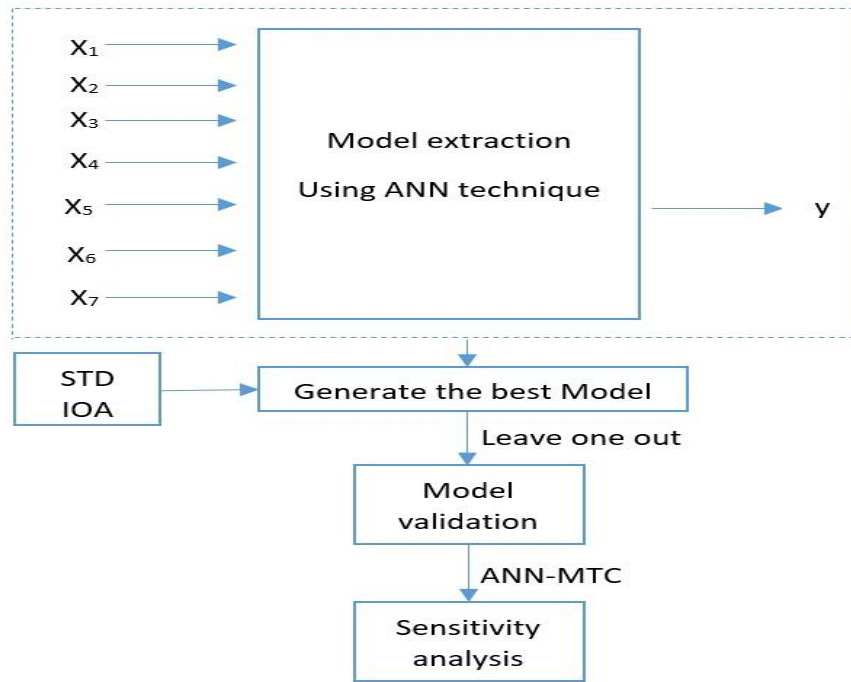 X₁
X₂
X₃
X₄
X₅
X₆
X₇
Model extraction
Using ANN technique
y
STD
IOA
Generate the best Model
Leave one out
Model
validation
ANN-MTC
Sensitivity
analysis